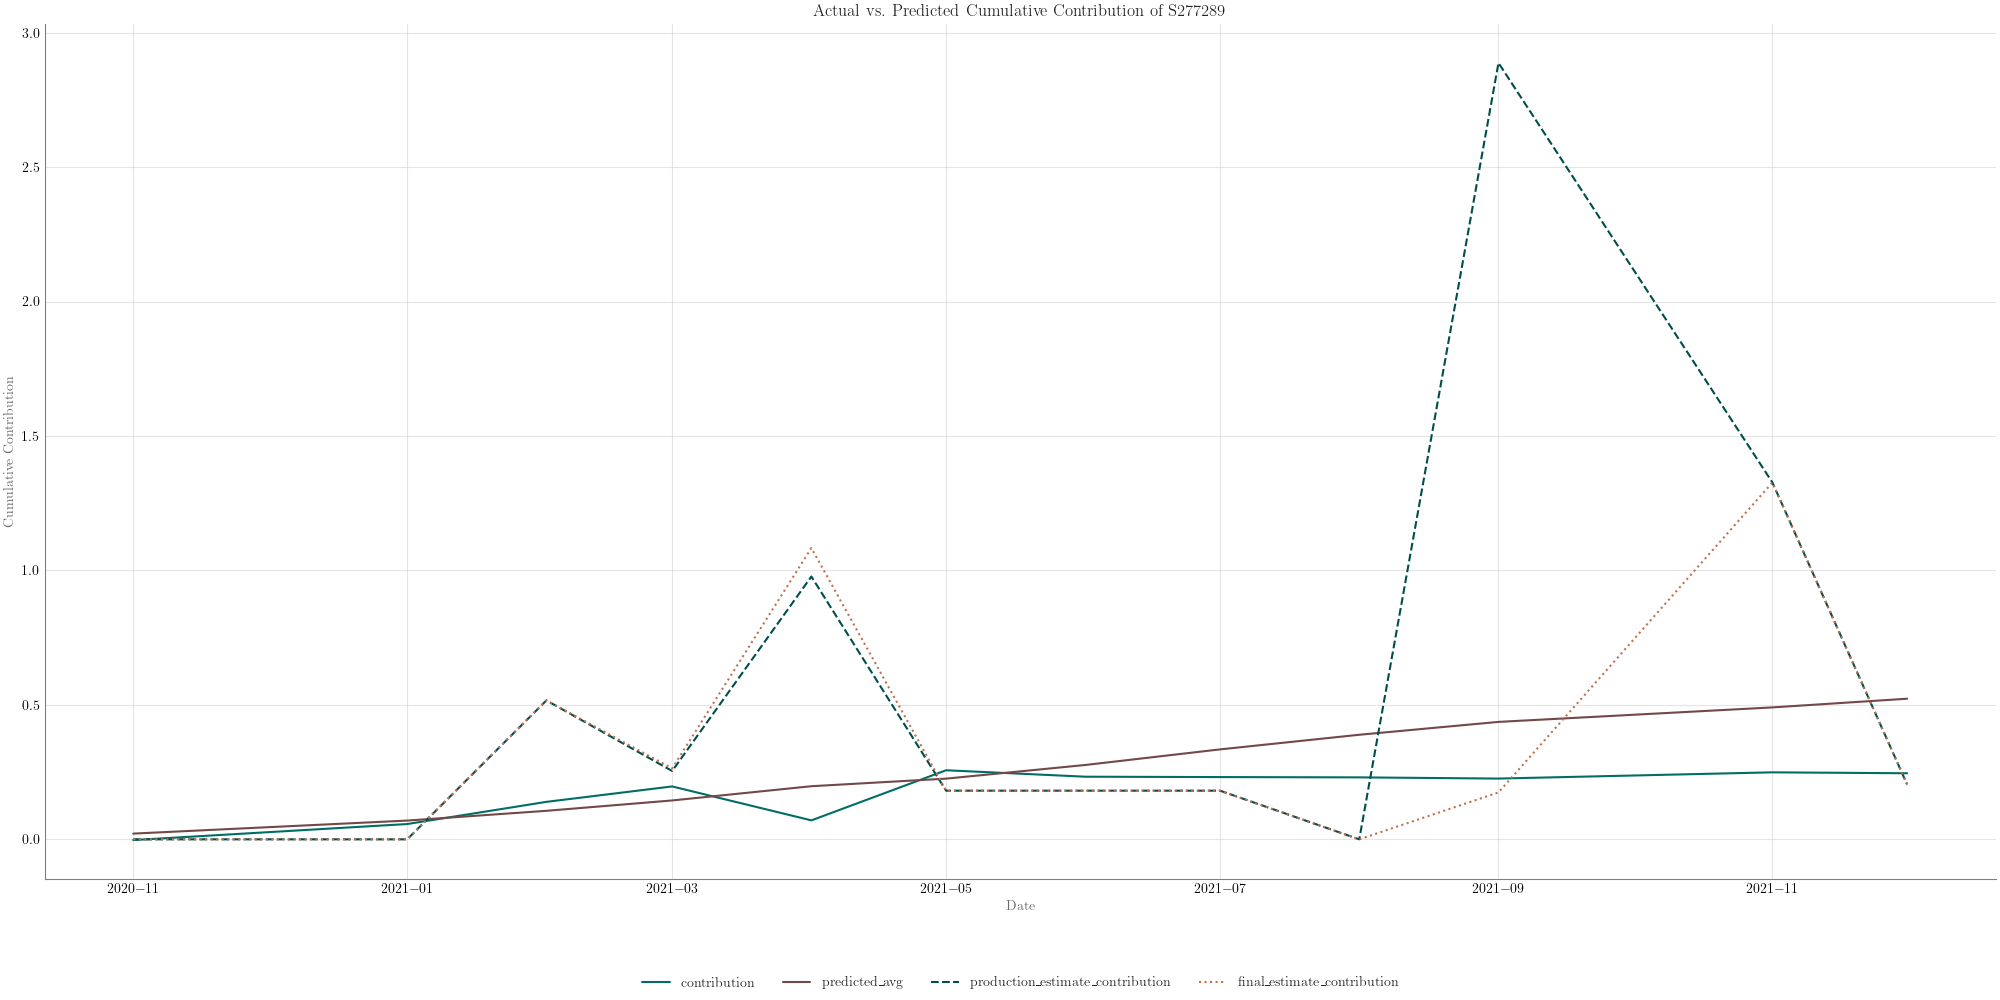 Actual vs. Predicted Cumulative Contribution of S277289
3.0
2.5
2.0
1.5
1.0
0.5
0.0
Cumulative Contribution
2020−11 2021−01 2021−03 2021−05 2021−07 2021−09 2021−11
Date
contribution predicted_avg production_estimate_contribution final_estimate_contribution